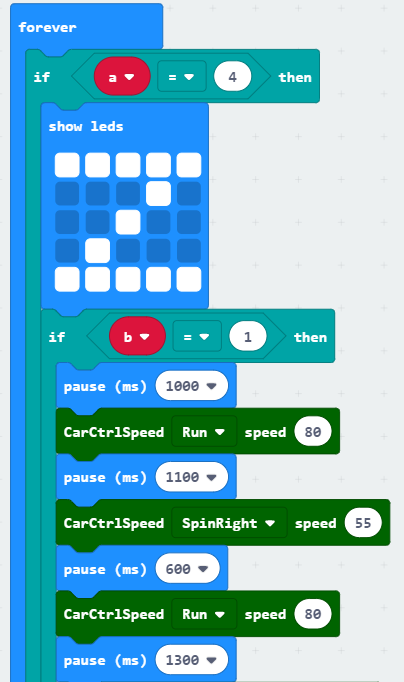 forever
if a = 4 then
show leds
if b = 1 then
pause (ms) 1000
CarCtrlSpeed Run speed 80
pause (ms) 1100
CarCtrlSpeed SpinRight speed 55
pause (ms) 600
CarCtrlSpeed Run speed 80
pause (ms) 1300